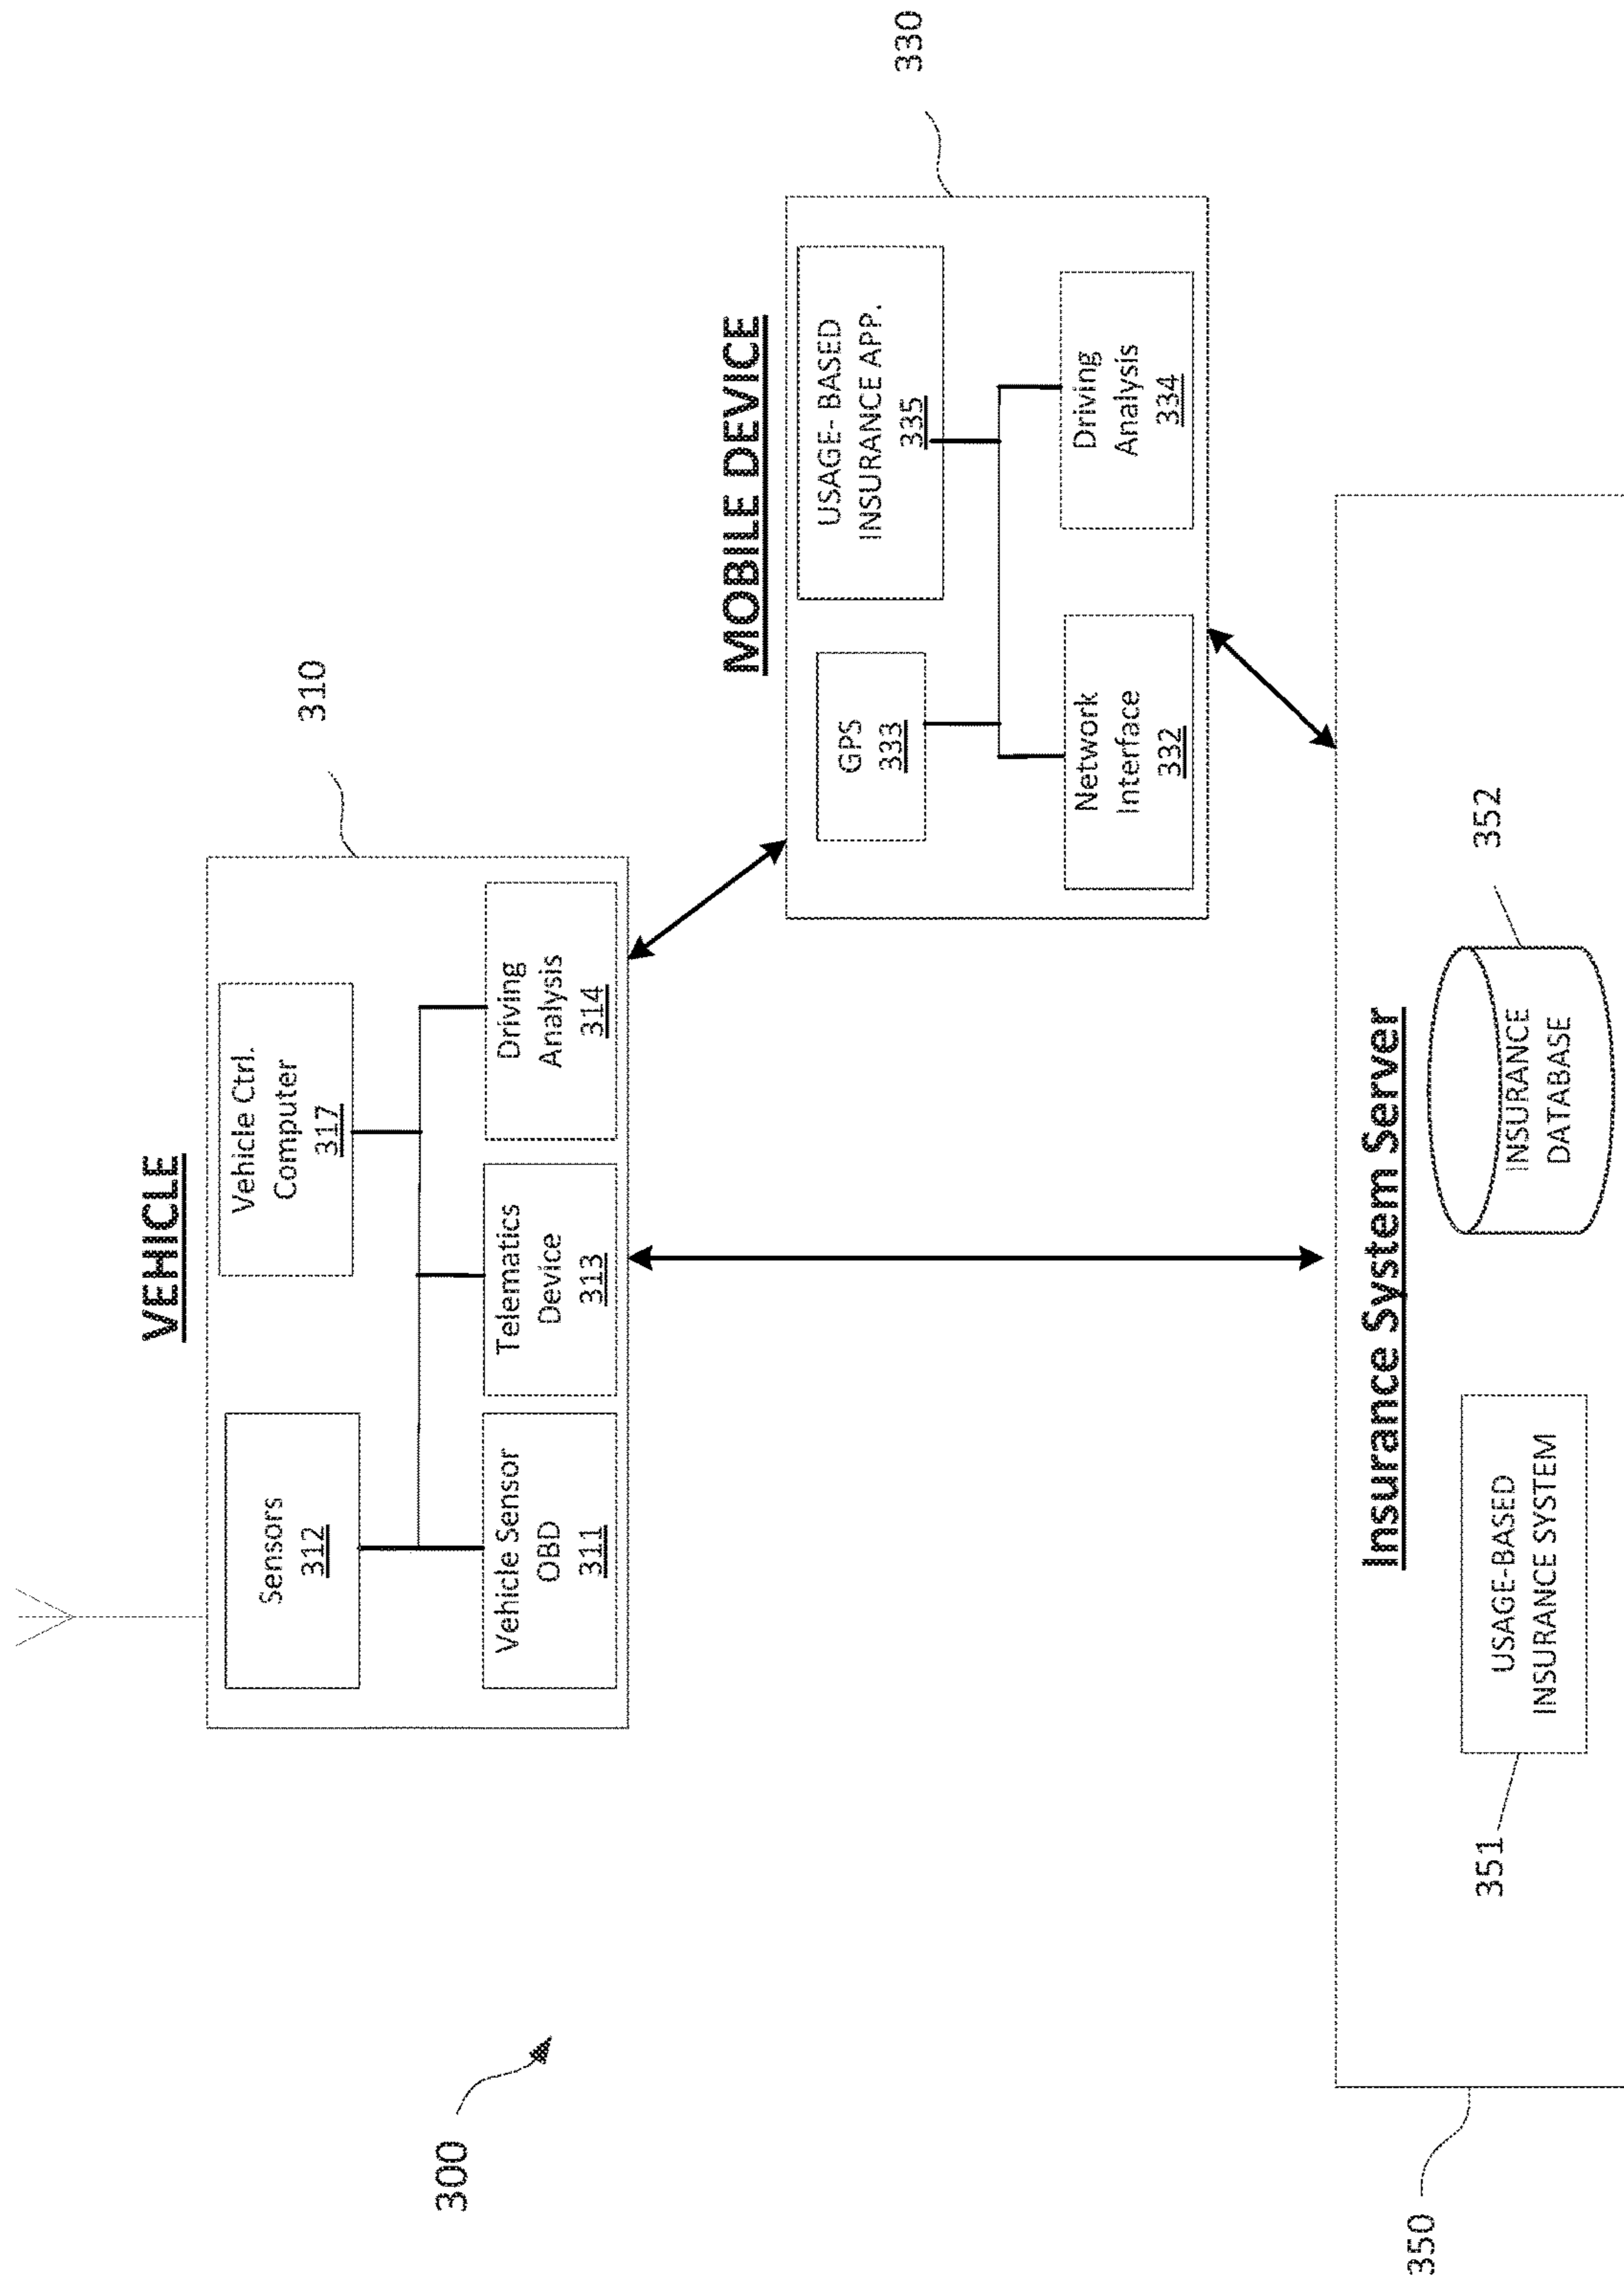 300
VEHICLE
310
Sensors
312
Vehicle Ctrl.
Computer
317
Vehicle Sensor
OBD
311
Telematics
Device
313
Driving
Analysis
314
MOBILE DEVICE
330
GPS
333
USAGE- BASED
INSURANCE APP.
335
Network
Interface
332
Driving
Analysis
334
350
Insurance System Server
351
USAGE-BASED
INSURANCE SYSTEM
352
INSURANCE
DATABASE